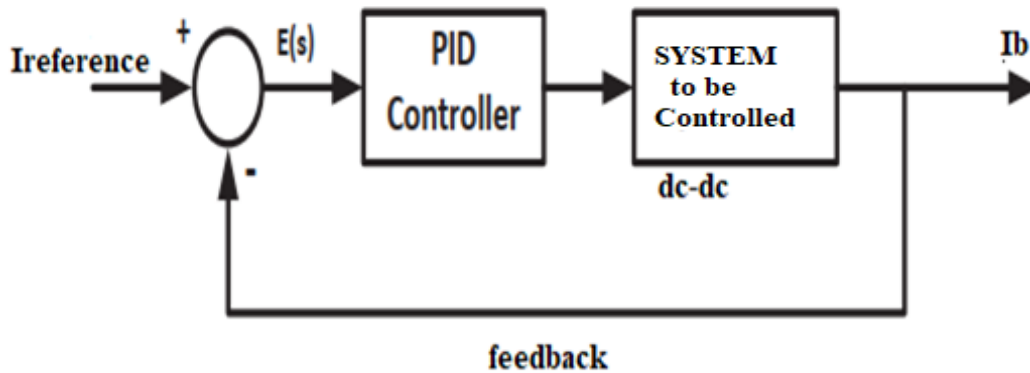 Ireference
+
-
E(s)
PID
Controller
SYSTEM
to be
Controlled
dc-dc
Ib
feedback